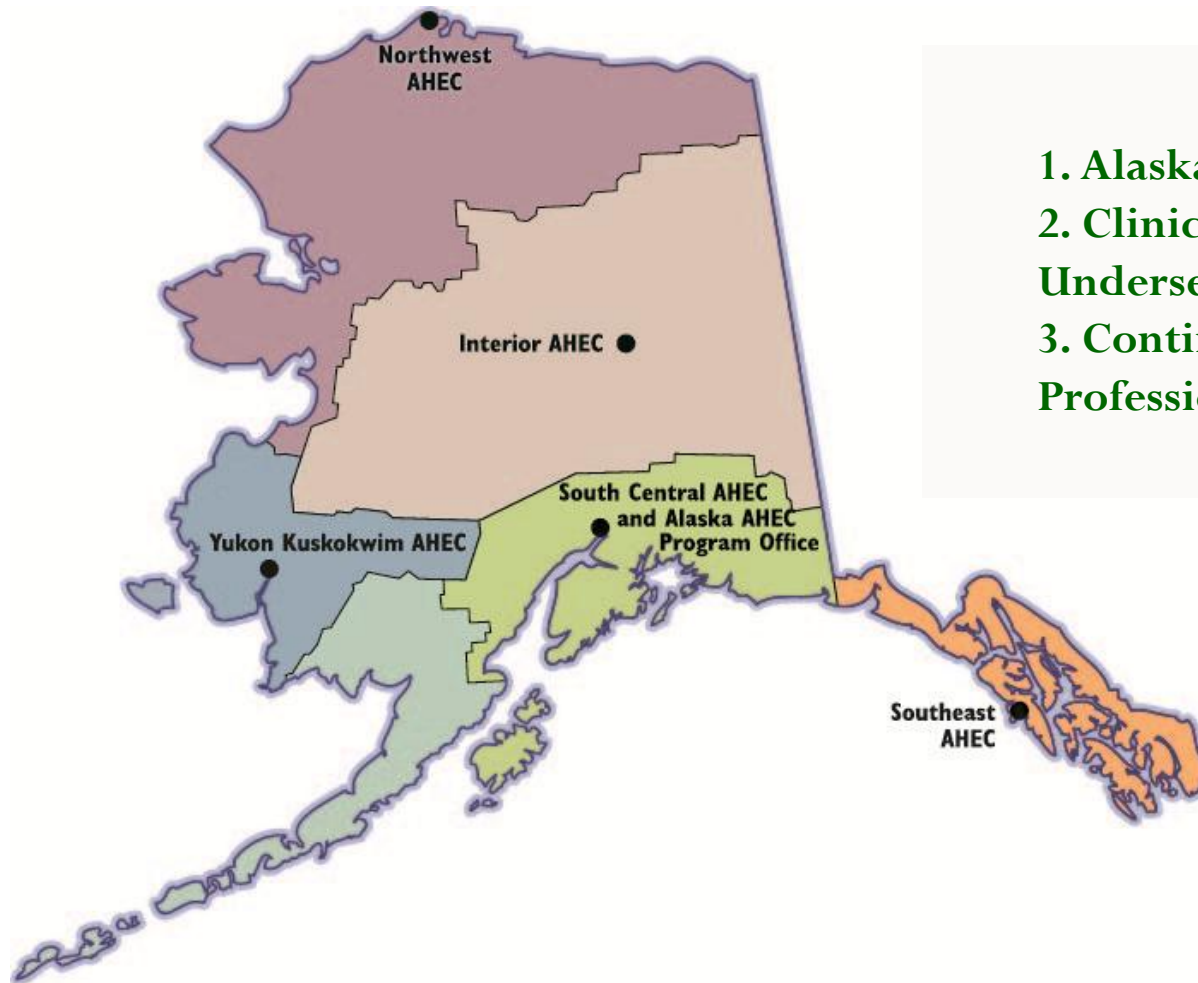 Northwest
AHEC
1. Alaska
2. Clinic
Underse
3. Conti
Professi
Interior AHEC
South Central AHEC
and Alaska AHEC
Program Office
Yukon Kuskokwim AHEC
Southeast
AHEC